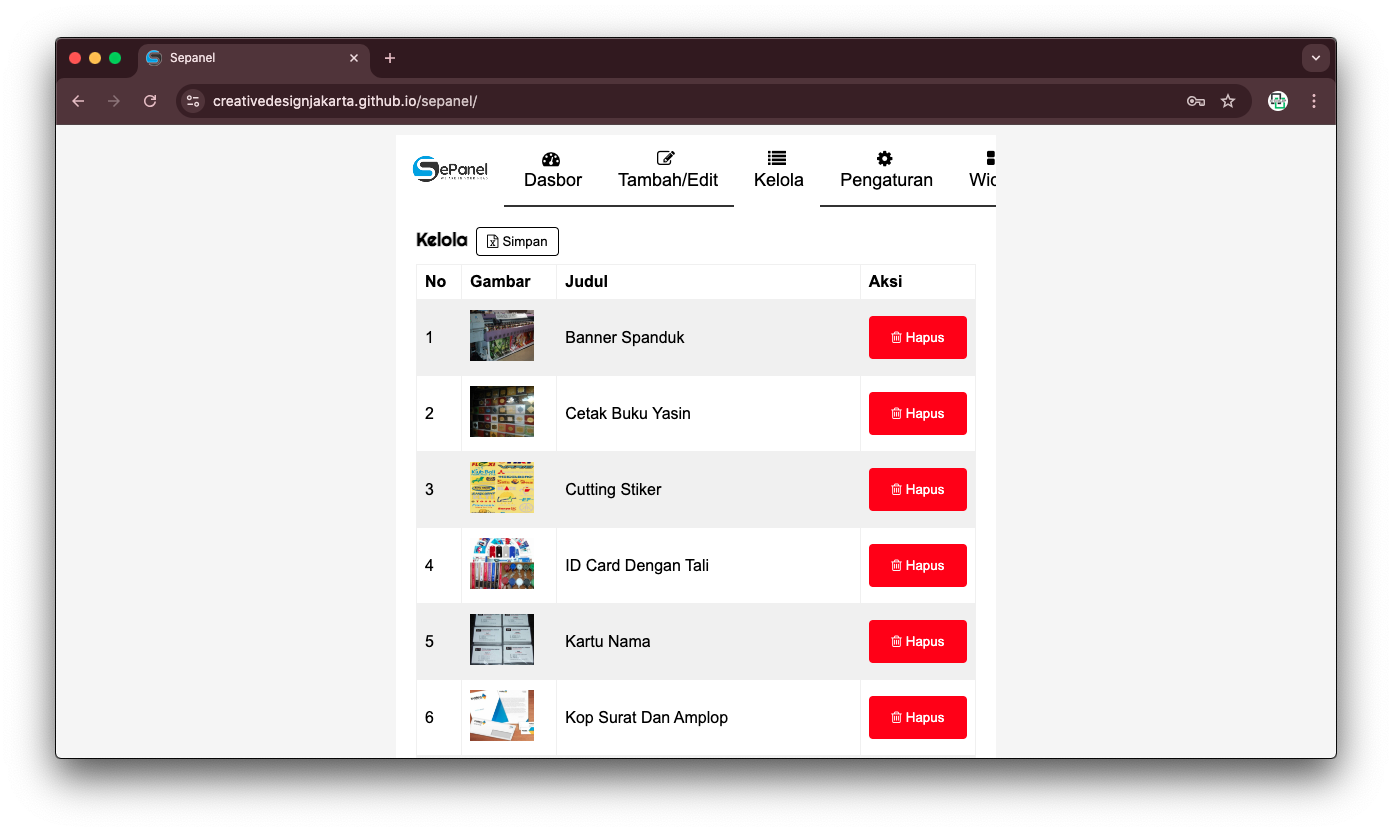 Sepanel
creativedesignjakarta.github.io/sepanel/
SePanel
Dasbor Tambah/Edit Kelola Pengaturan
Kelola Simpan
No Gambar Judul Aksi
1 Banner Spanduk Hapus
2 Cetak Buku Yasin Hapus
3 Cutting Stiker Hapus
4 ID Card Dengan Tali Hapus
5 Kartu Nama Hapus
6 Kop Surat Dan Amplop Hapus